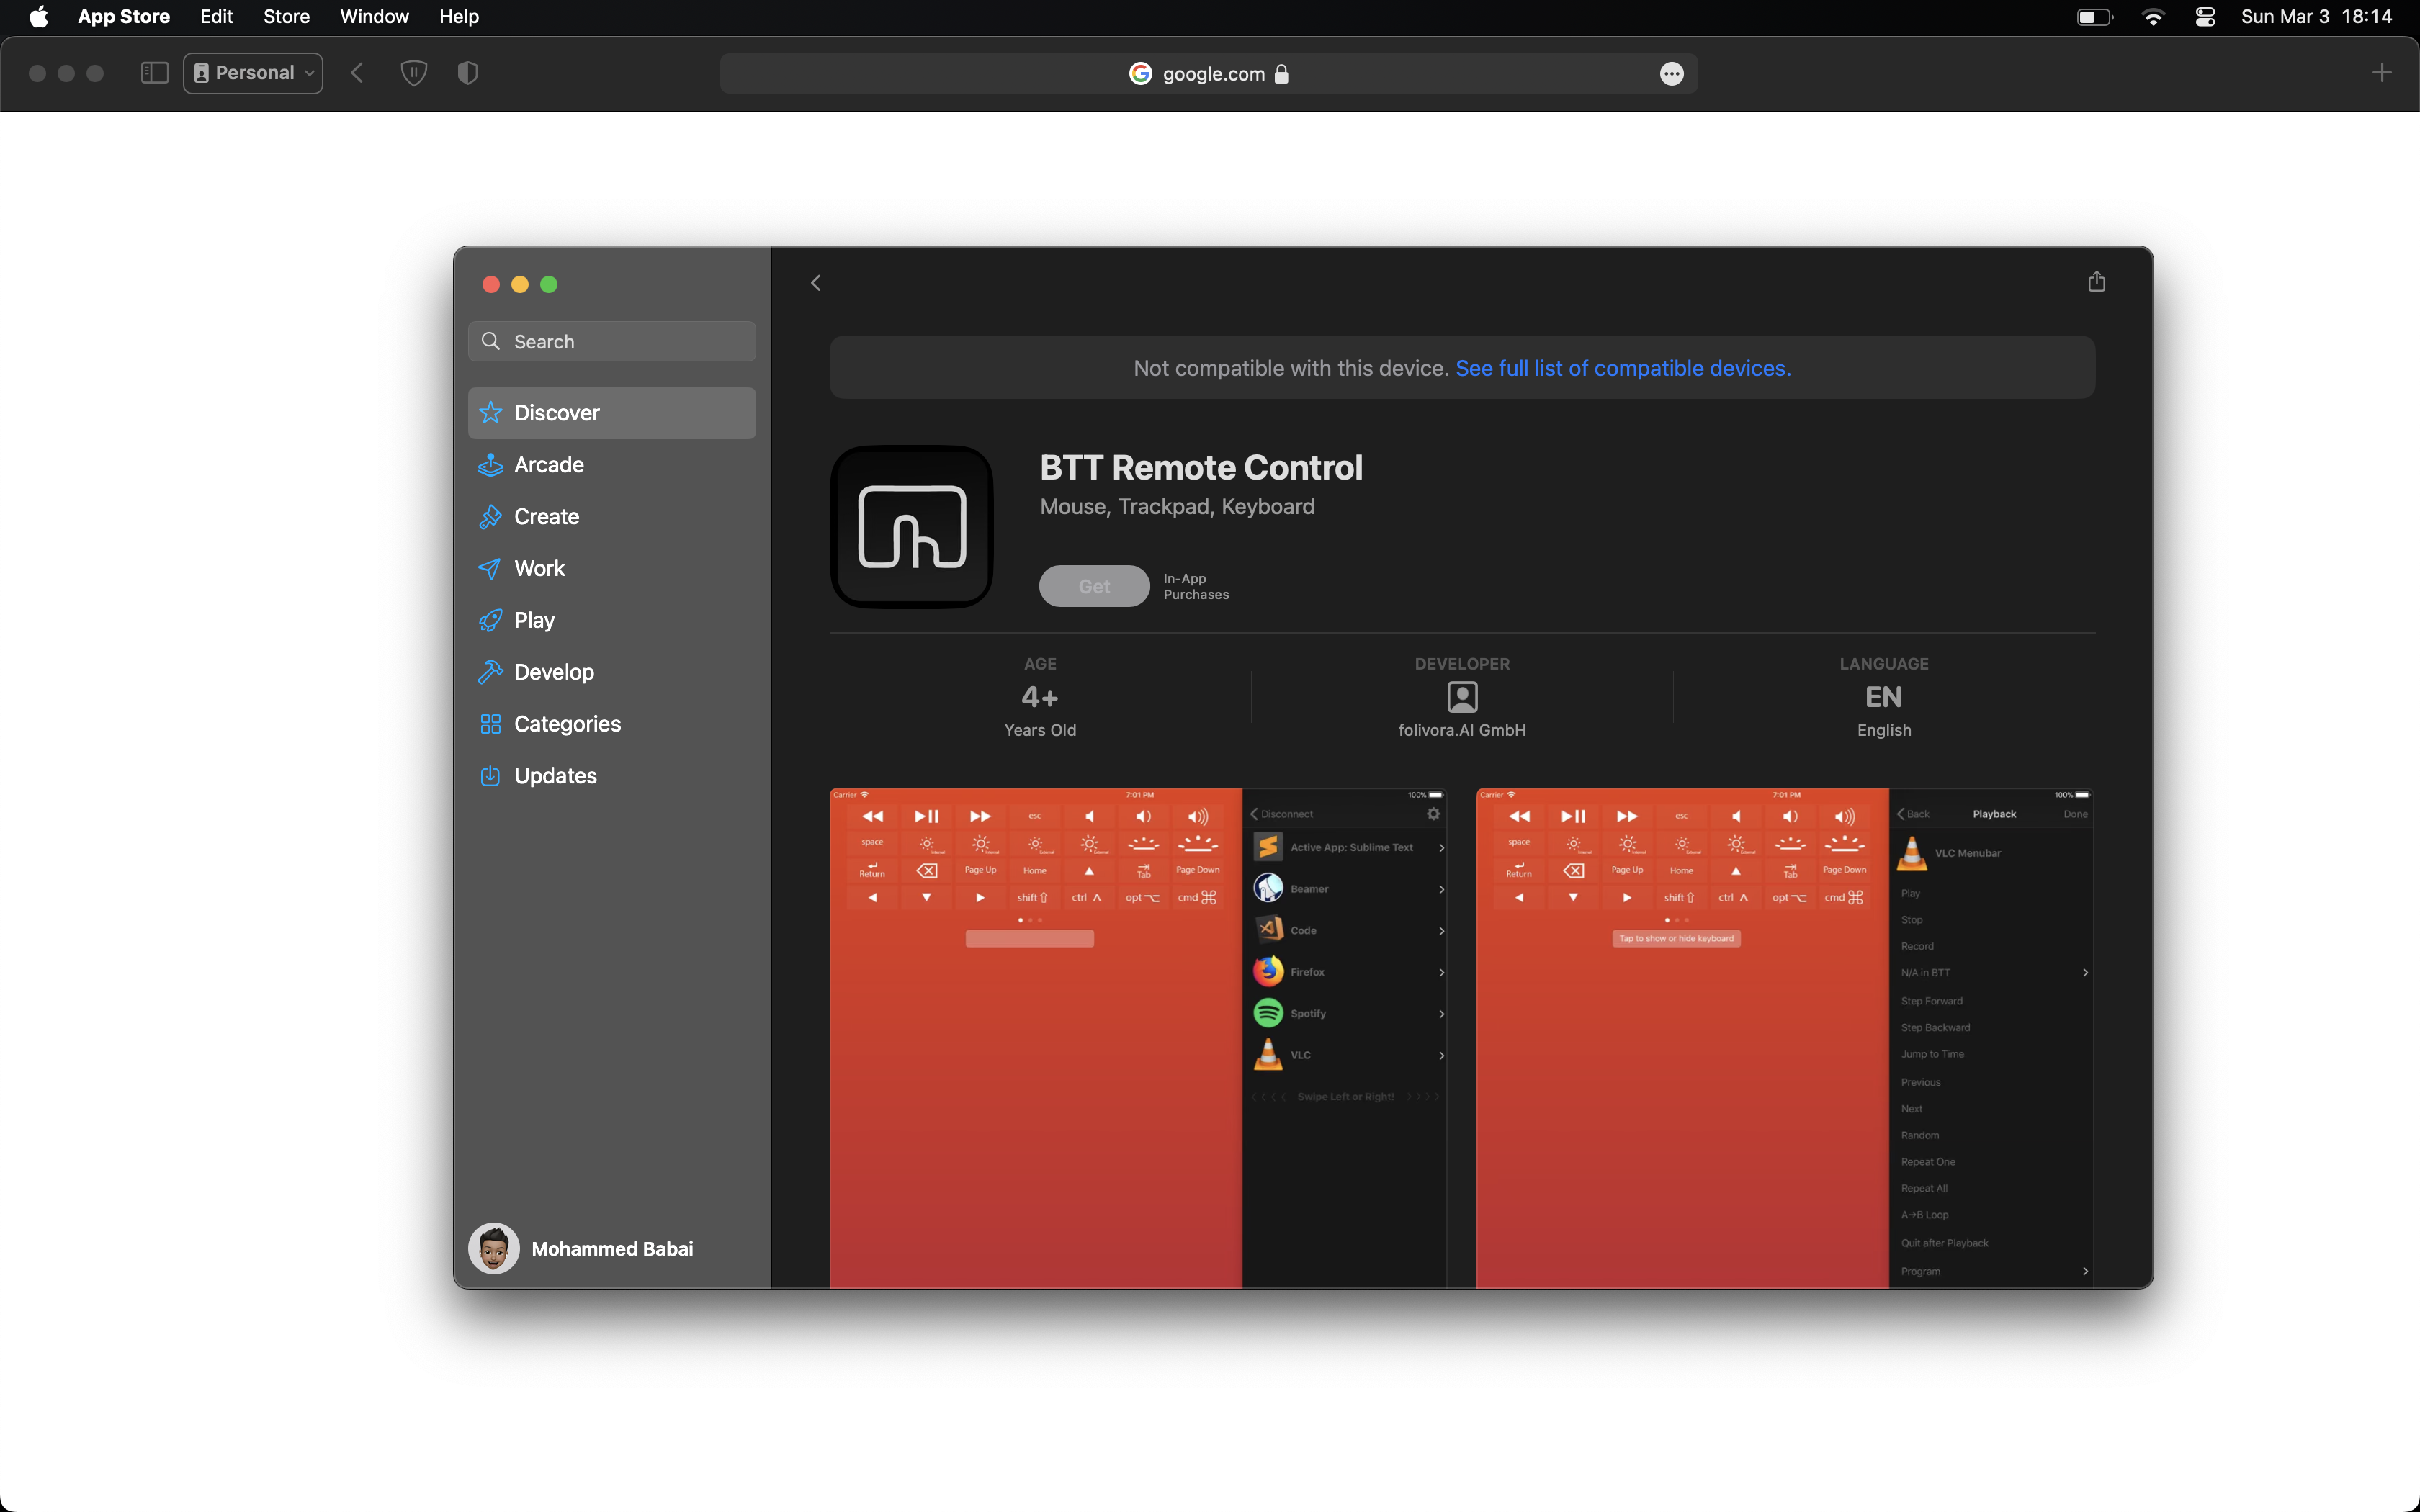 App Store Edit Store Window Help Sun Mar 3 18:14
Personal google.com
Search
Discover
Arcade
Create
Work
Play
Develop
Categories
Updates
Mohammed Babai
Not compatible with this device. See full list of compatible devices.
BTT Remote Control
Mouse, Trackpad, Keyboard
Get
In-App
Purchases
AGE
4+
Years Old
DEVELOPER
folivora.AI GmbH
LANGUAGE
EN
English
Carrier 7:01 PM 100%
esc
space
Return Page Up Home Tab Page Down
shift ctrl opt cmd
Disconnect
Active App: Sublime Text
Beamer
Code
Firefox
Spotify
VLC
Swipe Left or Right!
Carrier 7:01 PM 100%
esc
space
Return Page Up Home Tab Page Down
shift ctrl opt cmd
Tap to show or hide keyboard
Back Playback Done
VLC Menubar
Play
Stop
Record
N/A in BTT
Step Forward
Step Backward
Jump to Time
Previous
Next
Random
Repeat One
Repeat All
A→B Loop
Quit after Playback
Program